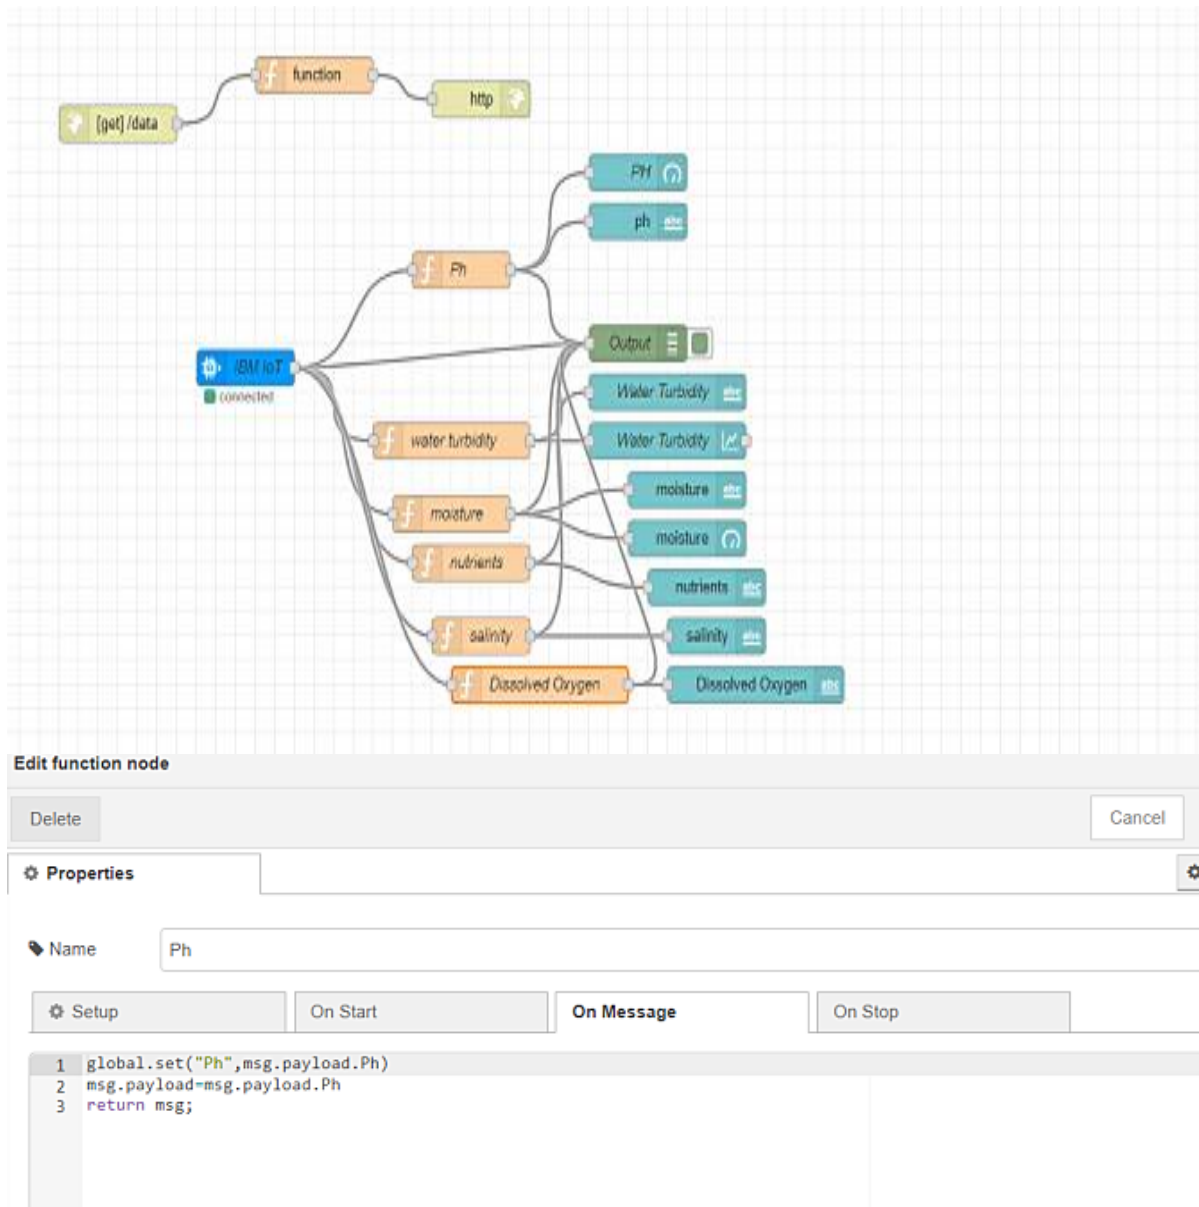 function
http
[get] /data
PH
ph
Ph
Output
IBM IoT
connected
Water Turbidity
water turbidity
Water Turbidity
moisture
moisture
moisture
nutrients
nutrients
salinity
salinity
Dissolved Oxygen
Dissolved Oxygen
Edit function node
Delete
Cancel
Properties
Name
Ph
Setup
On Start
On Message
On Stop
1 global.set("Ph",msg.payload.Ph)
2 msg.payload=msg.payload.Ph
3 return msg;